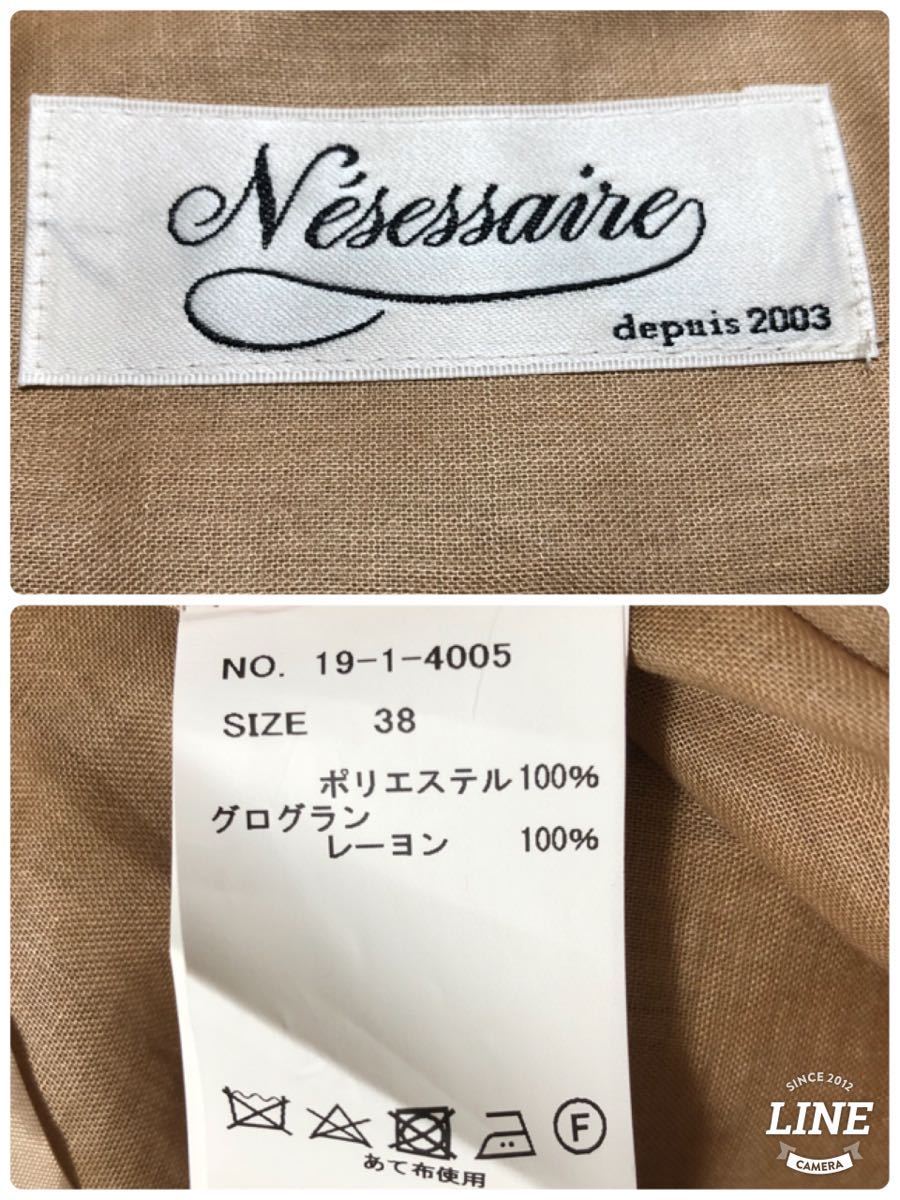 Nésessaire
depuis 2003
NO. 19-1-4005
SIZE 38
ポリエステル 100%
グログラン
レーヨン 100%
F
あて布使用
SINCE 2012
LINE
CAMERA